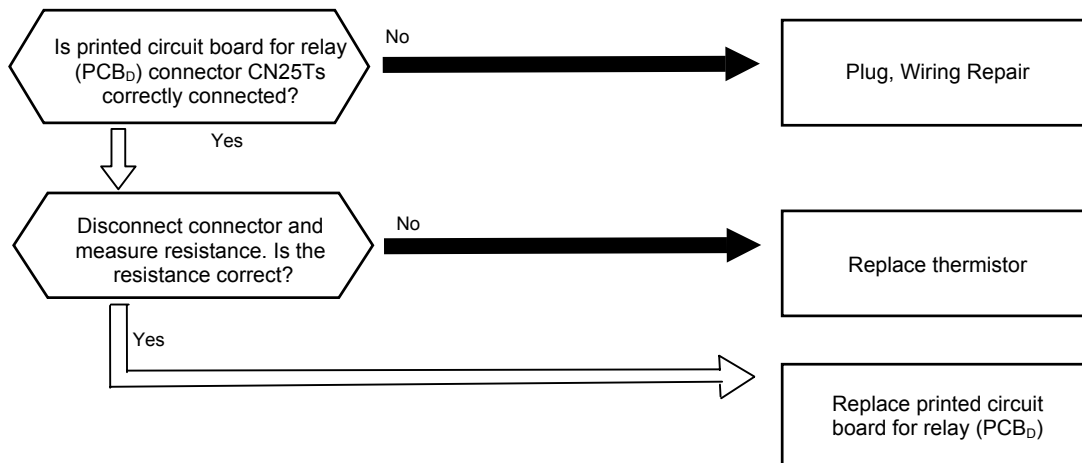 Is printed circuit board for relay
(PCBD) connector CN25Ts
correctly connected?
No
Plug, Wiring Repair
Yes
Disconnect connector and
measure resistance. Is the
resistance correct?
No
Replace thermistor
Yes
Replace printed circuit
board for relay (PCBD)